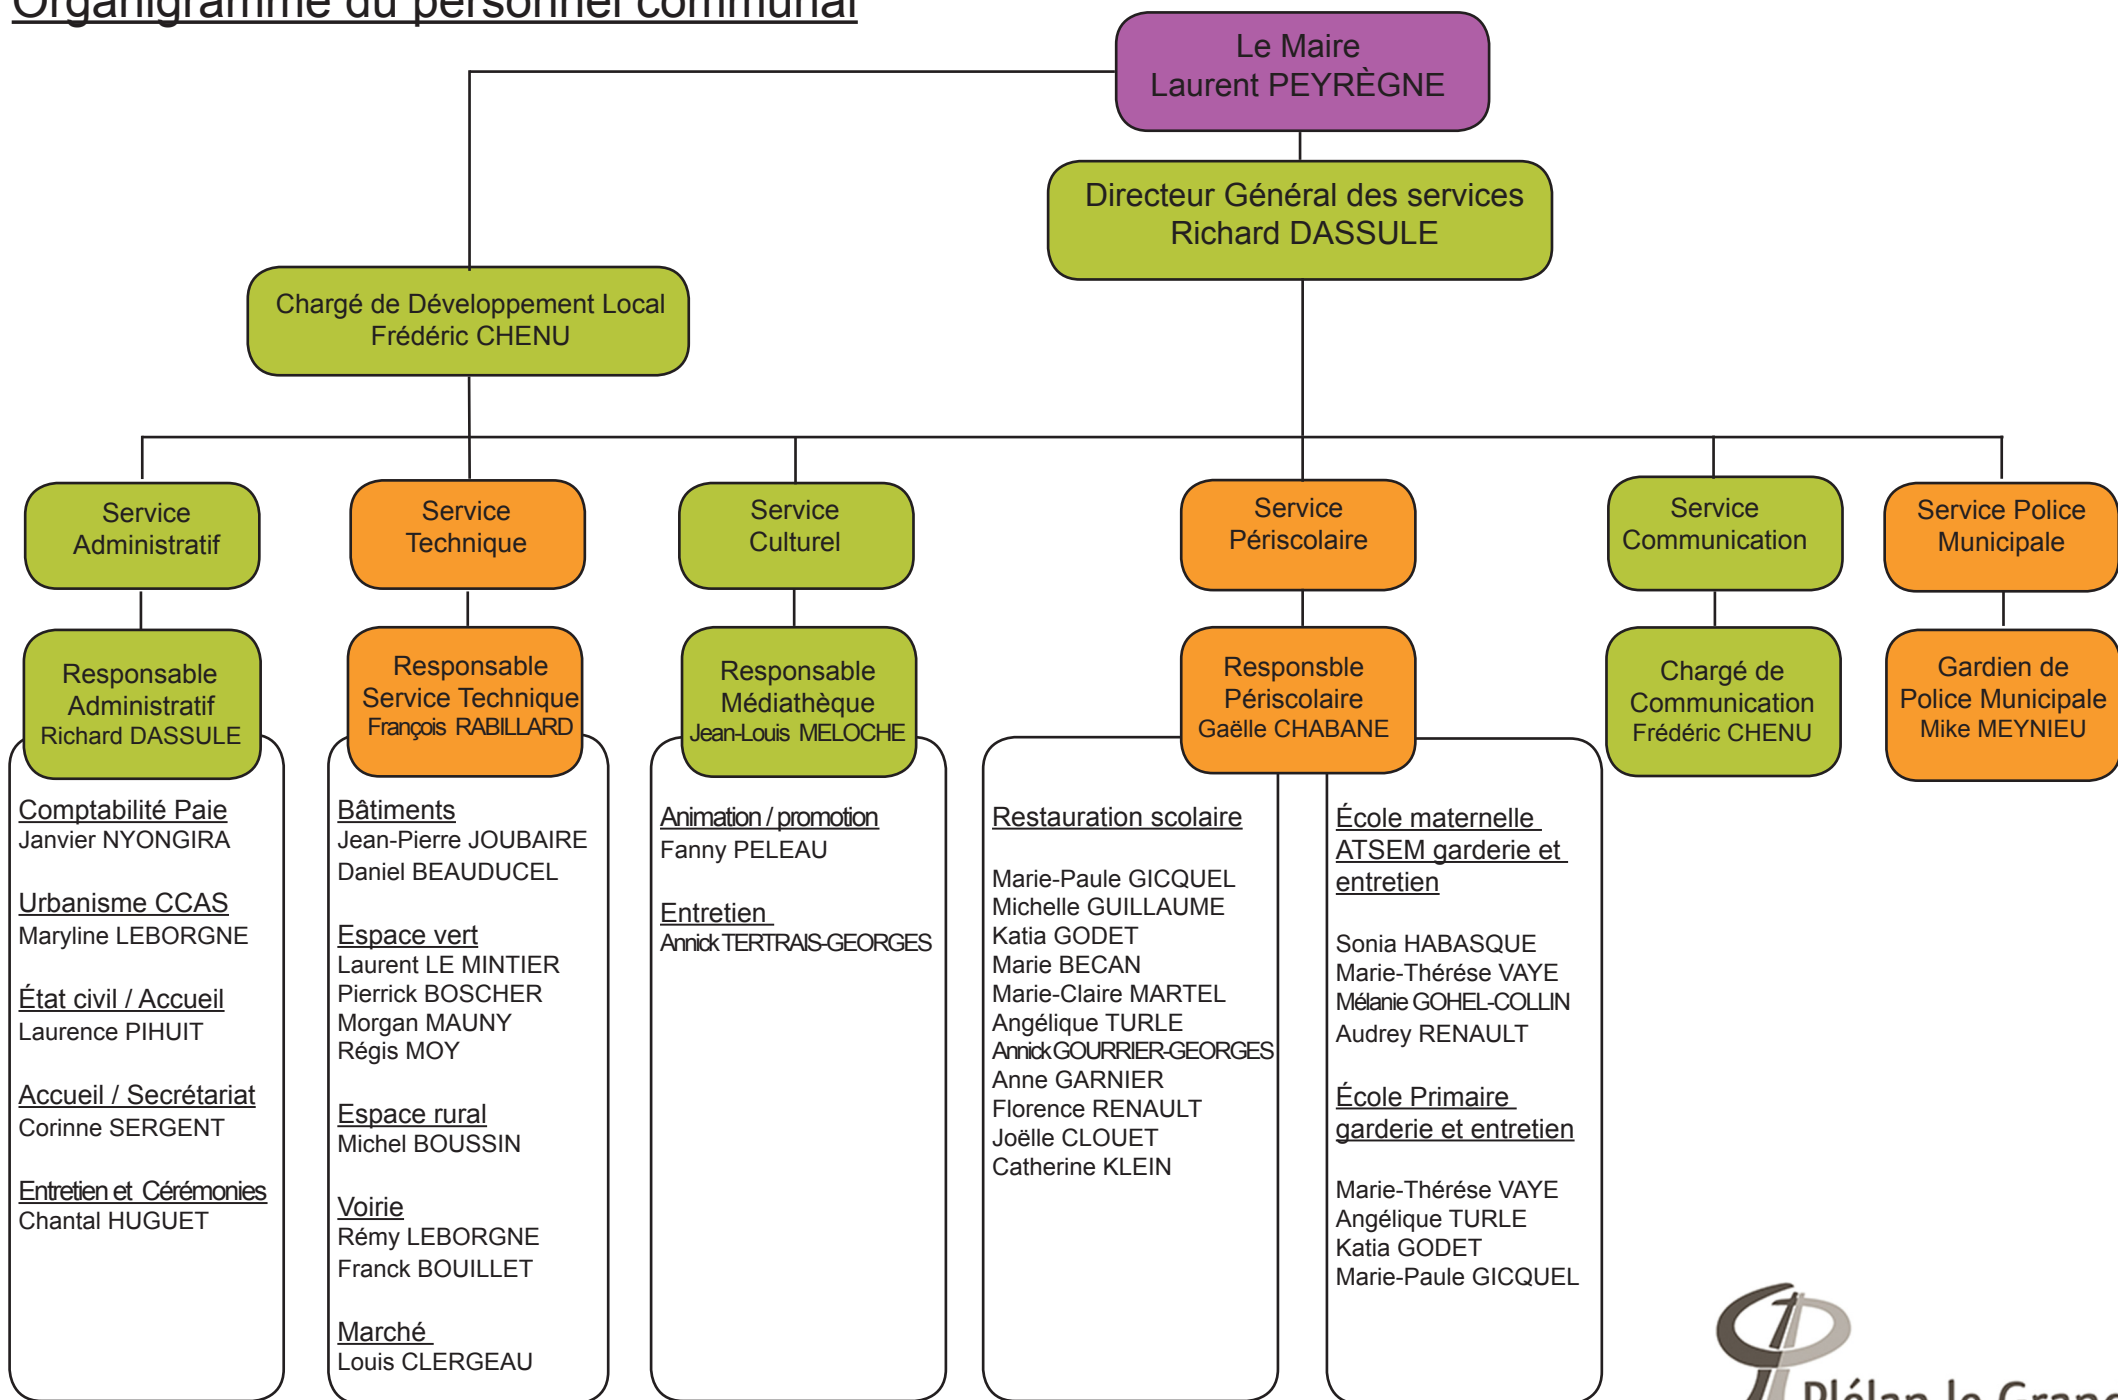 Organigramme du personnel communal
Le Maire
Laurent PEYRÈGNE
Directeur Général des services
Richard DASSULE
Chargé de Développement Local
Frédéric CHENU
Service
Administratif
Service
Technique
Service
Culturel
Service
Périscolaire
Service
Communication
Service Police
Municipale
Responsable
Administratif
Richard DASSULE
Responsable
Service Technique
François RABILLARD
Responsable
Médiathèque
Jean-Louis MELOCHE
Responsble
Périscolaire
Gaëlle CHABANE
Chargé de
Communication
Frédéric CHENU
Gardien de
Police Municipale
Mike MEYNIEU
Comptabilité Paie
Janvier NYONGIRA
Urbanisme CCAS
Maryline LEBORGNE
État civil / Accueil
Laurence PIHUIT
Accueil / Secrétariat
Corinne SERGENT
Entretien et Cérémonies
Chantal HUGUET
Bâtiments
Jean-Pierre JOUBAIRE
Daniel BEAUDUCEL
Espace vert
Laurent LE MINTIER
Pierrick BOSCHER
Morgan MAUNY
Régis MOY
Espace rural
Michel BOUSSIN
Voirie
Rémy LEBORGNE
Franck BOUILLET
Marché
Louis CLERGEAU
Animation / promotion
Fanny PELEAU
Entretien
Annick TERTRAIS-GEORGES
Restauration scolaire
Marie-Paule GICQUEL
Michelle GUILLAUME
Katia GODET
Marie BECAN
Marie-Claire MARTEL
Angélique TURLE
Annick GOURRIER-GEORGES
Anne GARNIER
Florence RENAULT
Joëlle CLOUET
Catherine KLEIN
École maternelle
ATSEM garderie et
entretien
Sonia HABASQUE
Marie-Thérése VAYE
Mélanie GOHEL-COLLIN
Audrey RENAULT
École Primaire
garderie et entretien
Marie-Thérése VAYE
Angélique TURLE
Katia GODET
Marie-Paule GICQUEL
Plélan le Grand